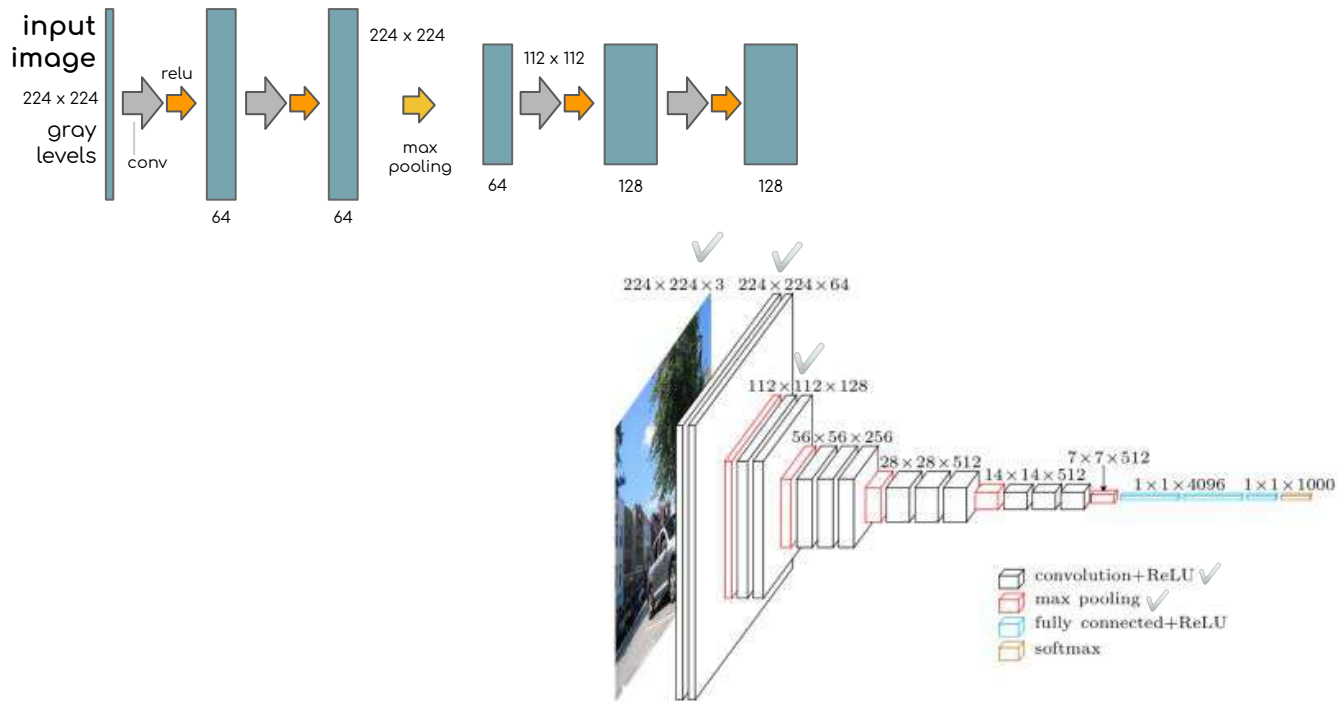 input
image
224 x 224
gray
levels
conv
relu
64
64
224 x 224
max
pooling
64
112 x 112
128
128
224 × 224 × 3
224 × 224 × 64
112 × 112 × 128
56 × 56 × 256
28 × 28 × 512
14 × 14 × 512
7 × 7 × 512
1 × 1 × 4096
1 × 1 × 1000
convolution+ReLU
max pooling
fully connected+ReLU
softmax